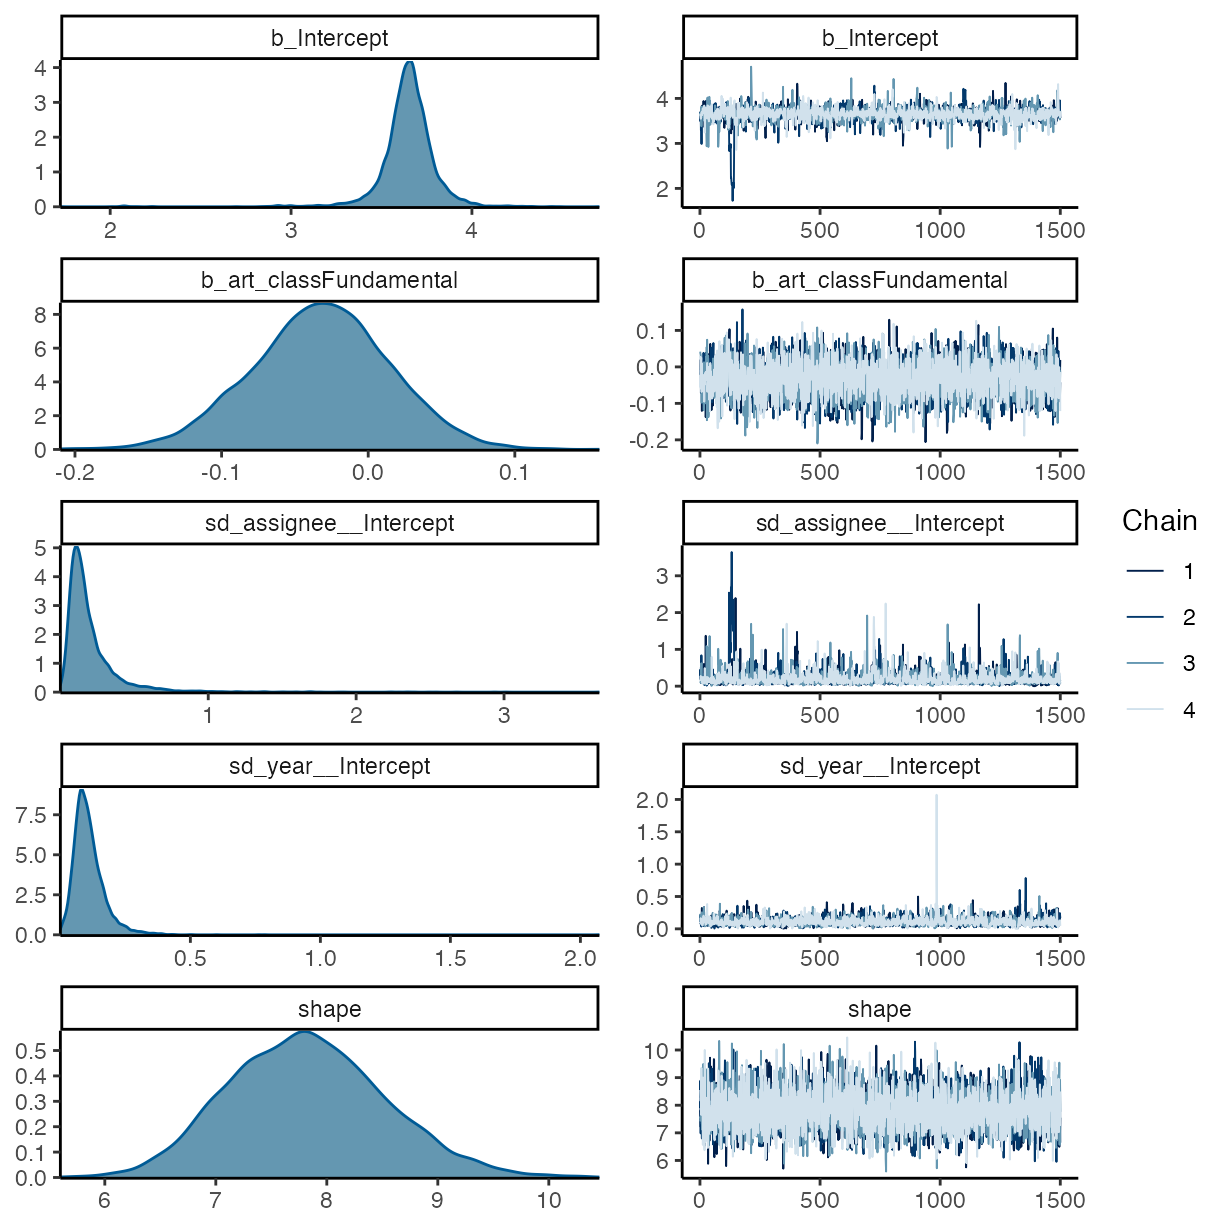 b_Intercept
4
3
2
1
0
2 3 4
b_Intercept
4
3
2
0 500 1000 1500
b_art_classFundamental
8
6
4
2
0
-0.2 -0.1 0.0 0.1
b_art_classFundamental
0.1
0.0
-0.1
-0.2
0 500 1000 1500
sd_assignee__Intercept
5
4
3
2
1
0
1 2 3
sd_assignee__Intercept
3
2
1
0
0 500 1000 1500
sd_year__Intercept
7.5
5.0
2.5
0.0
0.5 1.0 1.5 2.0
sd_year__Intercept
2.0
1.5
1.0
0.5
0.0
0 500 1000 1500
shape
0.5
0.4
0.3
0.2
0.1
0.0
6 7 8 9 10
shape
10
9
8
7
6
0 500 1000 1500
Chain
1
2
3
4